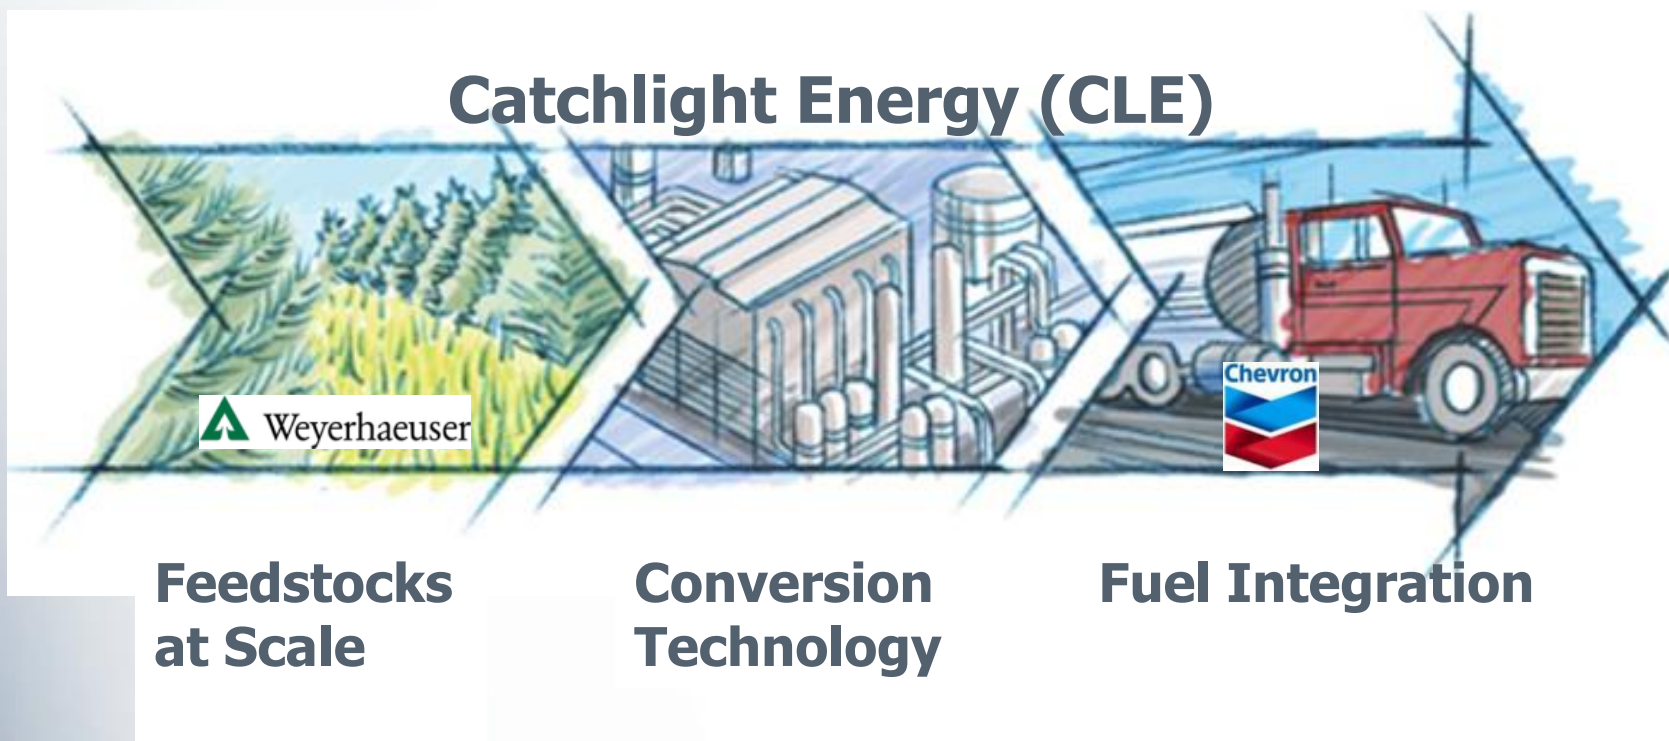 Catchlight Energy (CLE)
Weyerhaeuser
Chevron
Feedstocks
at Scale
Conversion
Technology
Fuel Integration